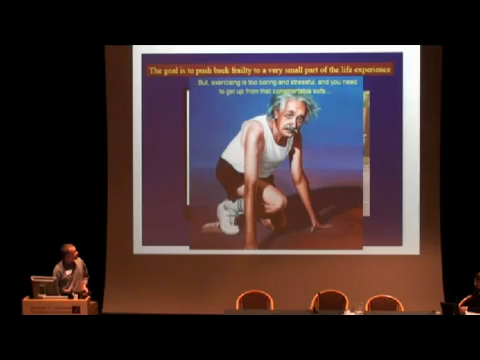 The goal is to push back frailty to a very small part of the life experience
But, exercising is too boring and stressful, and you need
to get up from that comfortable sofa...